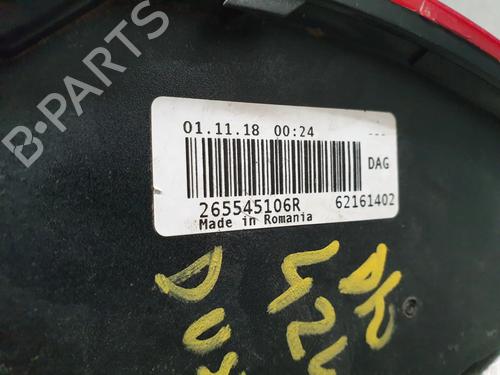 B-PARTS
01.11.18 00:24
DAG
265545106R 62161402
Made in Romania